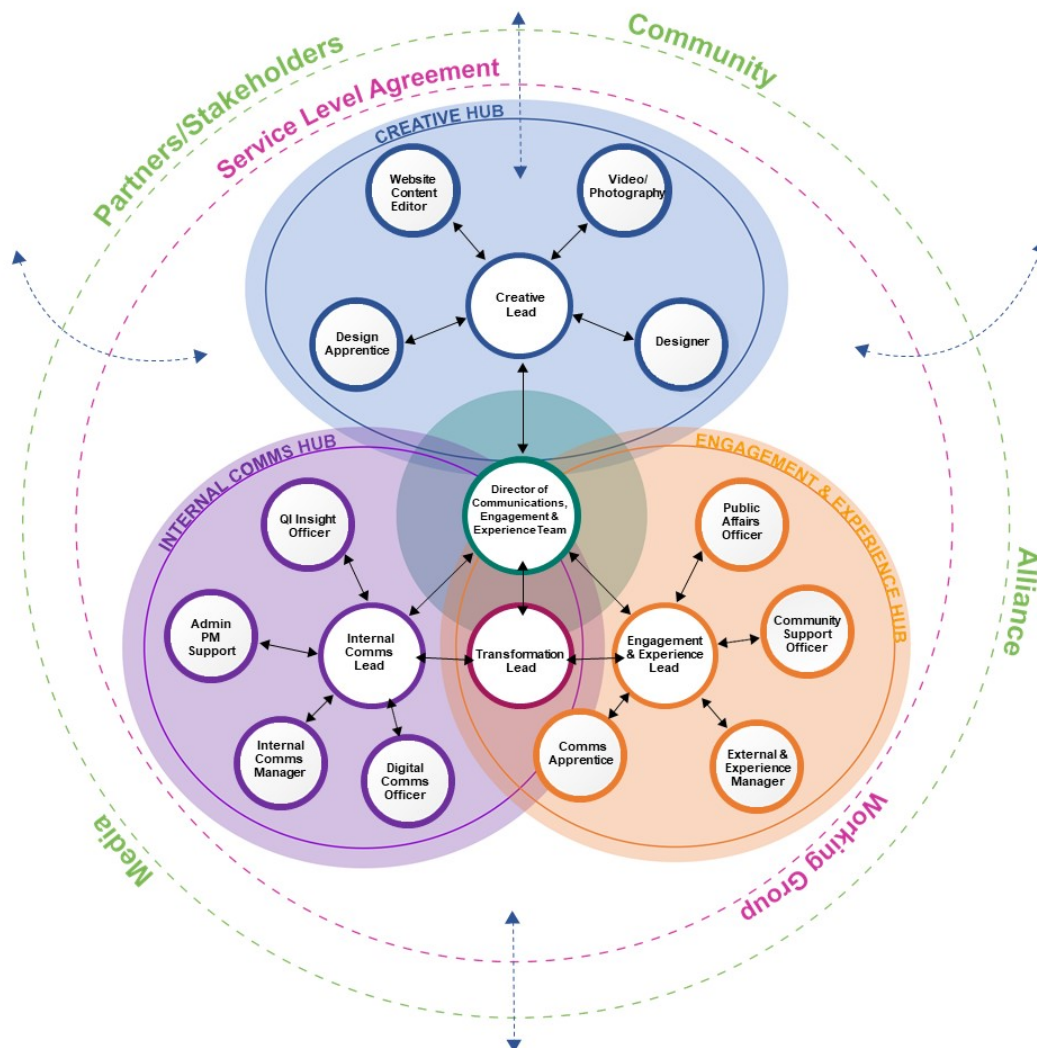 Community
Partners/Stakeholders
Service Level Agreement
CREATIVE HUB
Website
Content
Editor
Video/
Photography
Creative
Lead
Design
Apprentice
Designer
INTERNAL COMMS HUB
ENGAGEMENT & EXPERIENCE HUB
Director of
Communications,
Engagement &
Experience Team
QI Insight
Officer
Public
Affairs
Officer
Admin
PM
Support
Internal
Comms
Lead
Transformation
Lead
Engagement
& Experience
Lead
Community
Support
Officer
Internal
Comms
Manager
Digital
Comms
Officer
Comms
Apprentice
External &
Experience
Manager
Alliance
Media
Working Group